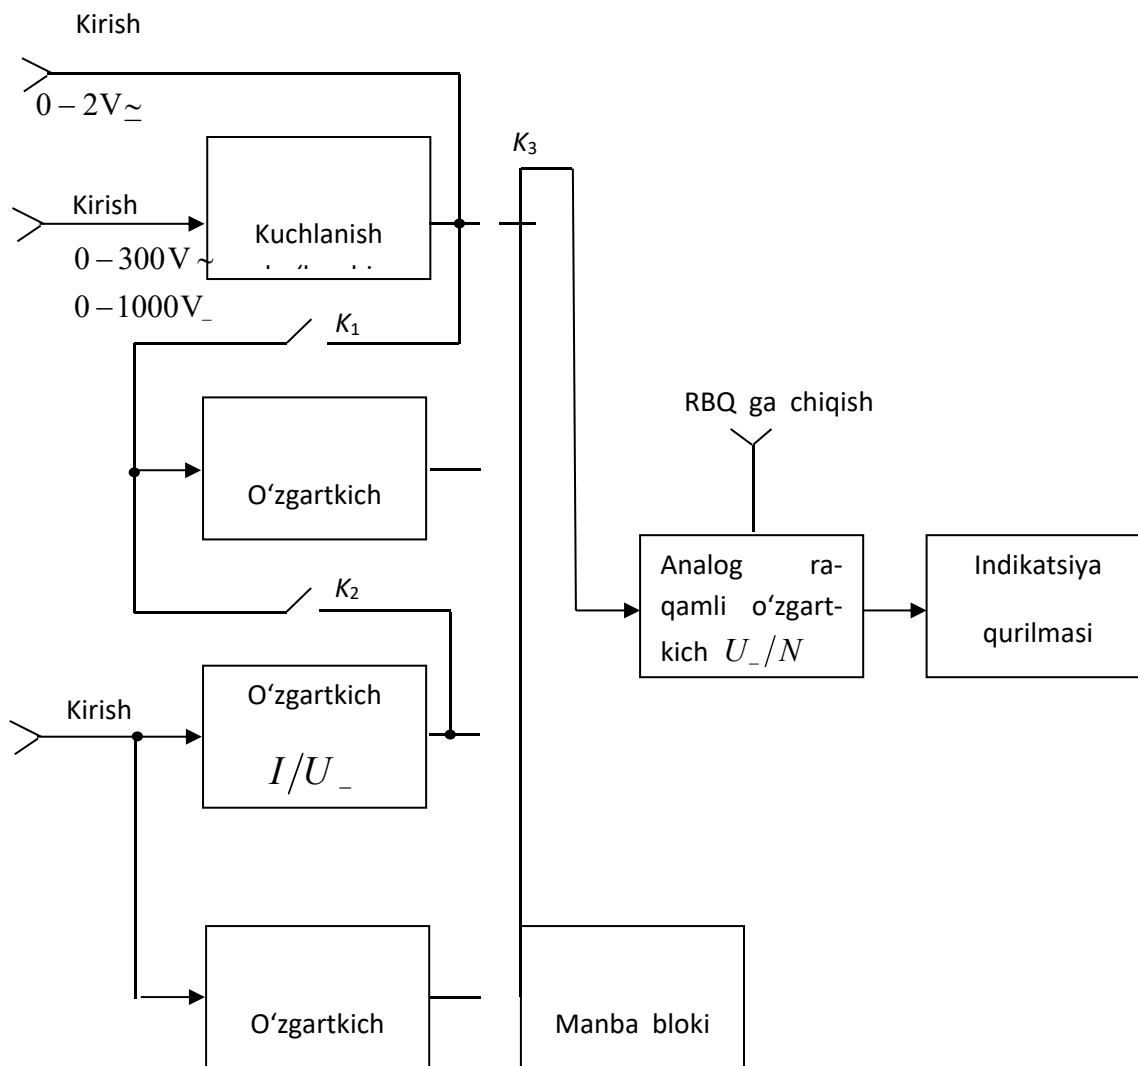 Kirish
0 – 2V ≂
K₃
Kirish
Kuchlanish
0 – 300V ~
0 – 1000V_
K₁
RBQ ga chiqish
O‘zgartkich
Analog ra-
qamli o‘zgart-
kich U_/N
Indikatsiya
qurilmasi
K₂
O‘zgartkich
I/U_
Kirish
O‘zgartkich
Manba bloki